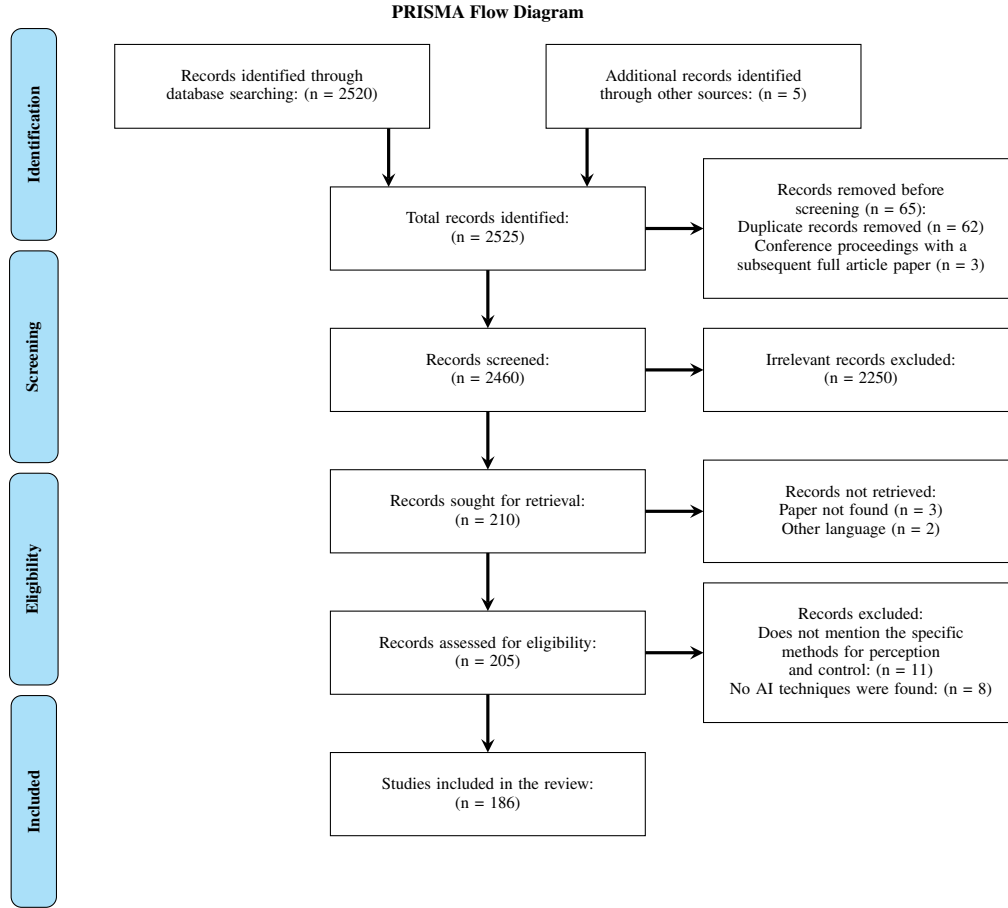 PRISMA Flow Diagram
Identification
Records identified through
database searching: (n = 2520)
Additional records identified
through other sources: (n = 5)
Total records identified:
(n = 2525)
Records removed before
screening (n = 65):
Duplicate records removed (n = 62)
Conference proceedings with a
subsequent full article paper (n = 3)
Screening
Records screened:
(n = 2460)
Irrelevant records excluded:
(n = 2250)
Eligibility
Records sought for retrieval:
(n = 210)
Records not retrieved:
Paper not found (n = 3)
Other language (n = 2)
Records assessed for eligibility:
(n = 205)
Records excluded:
Does not mention the specific
methods for perception
and control: (n = 11)
No AI techniques were found: (n = 8)
Included
Studies included in the review:
(n = 186)